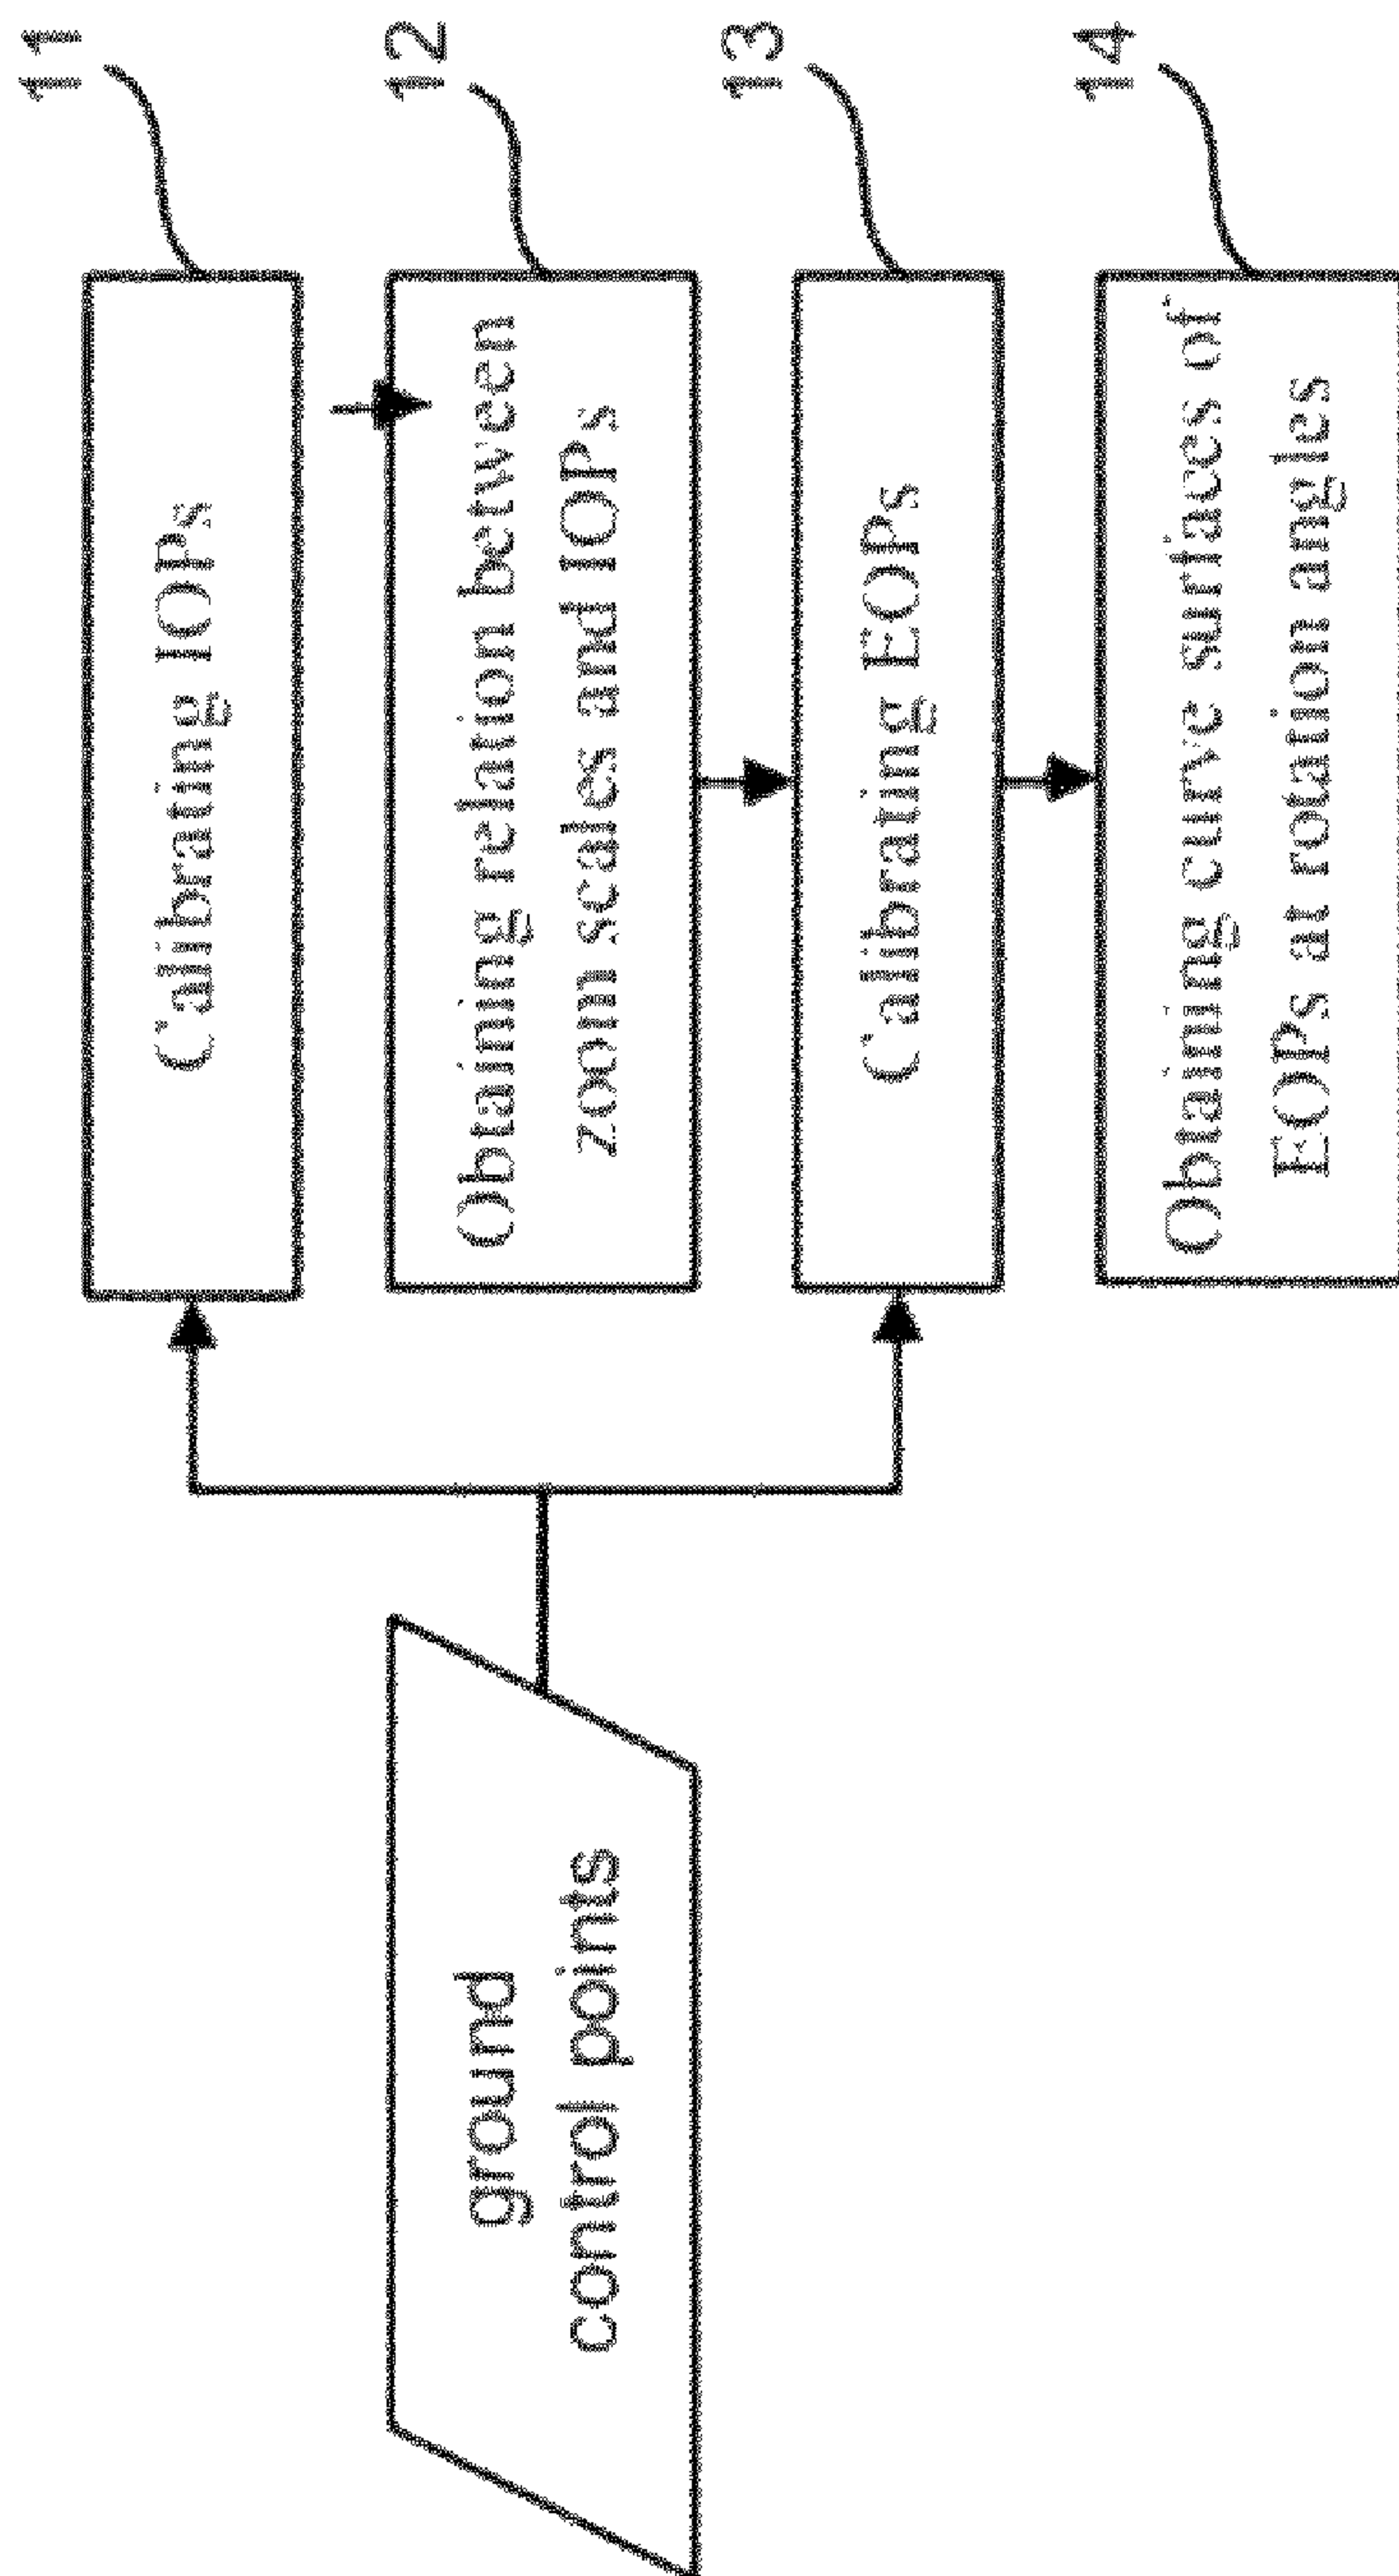 Calibrating IOPs
11
Obtaining relation between
zoom scales and IOPs
12
ground
control points
Calibrating EOPs
13
Obtaining curve surfaces of
EOPs at rotation angles
14